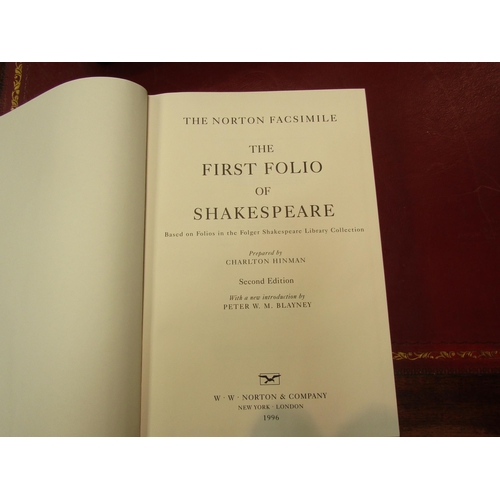 THE NORTON FACSIMILE
THE
FIRST FOLIO
OF
SHAKESPEARE
Based on Folios in the Folger Shakespeare Library Collection
Prepared by
CHARLTON HINMAN
Second Edition
With a new introduction by
PETER W. M. BLAYNEY
W · W · NORTON & COMPANY
NEW YORK · LONDON
1996